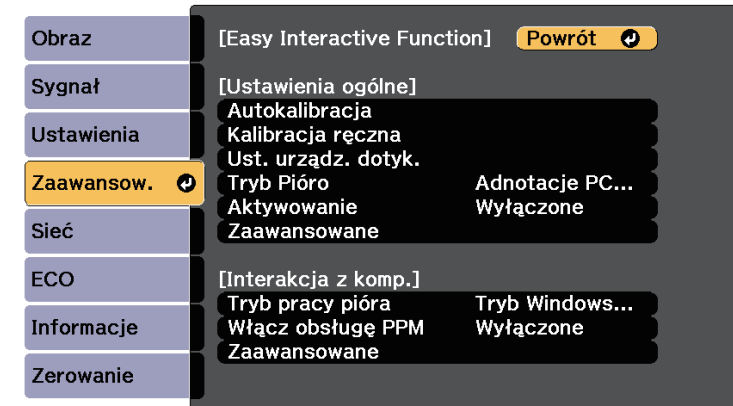 Obraz
Sygnał
Ustawienia
Zaawansow.
Sieć
ECO
Informacje
Zerowanie
[Easy Interactive Function] Powrót
[Ustawienia ogólne]
Autokalibracja
Kalibracja ręczna
Ust. urządz. dotyk.
Tryb Pióro Adnotacje PC...
Aktywowanie Wyłączone
Zaawansowane
[Interakcja z komp.]
Tryb pracy pióra Tryb Windows...
Włącz obsługę PPM Wyłączone
Zaawansowane